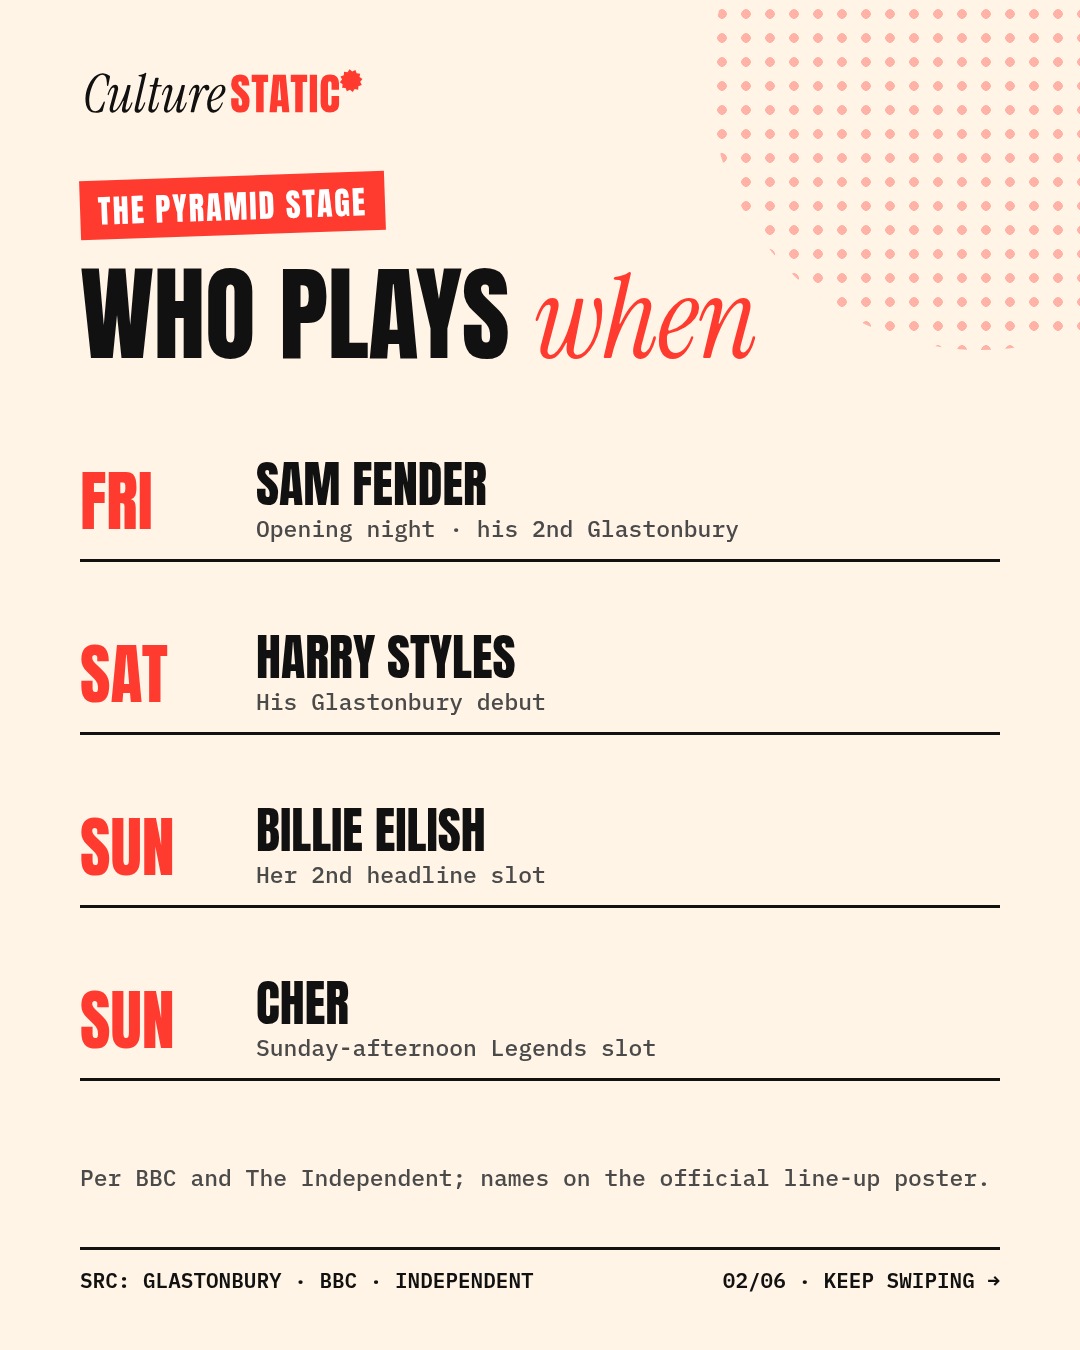 Culture STATIC
THE PYRAMID STAGE
WHO PLAYS when
FRI
SAM FENDER
Opening night · his 2nd Glastonbury
SAT
HARRY STYLES
His Glastonbury debut
SUN
BILLIE EILISH
Her 2nd headline slot
SUN
CHER
Sunday-afternoon Legends slot
Per BBC and The Independent; names on the official line-up poster.
SRC: GLASTONBURY · BBC · INDEPENDENT
02/06 · KEEP SWIPING →